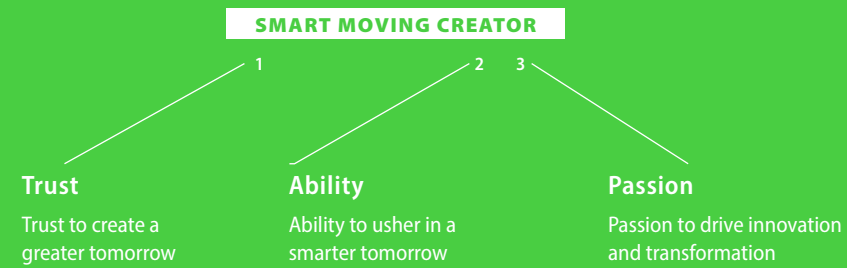 SMART MOVING CREATOR
1
2
3
Trust
Trust to create a
greater tomorrow
Ability
Ability to usher in a
smarter tomorrow
Passion
Passion to drive innovation
and transformation